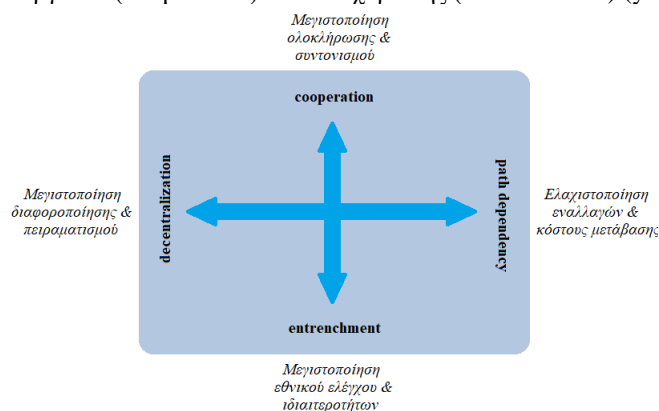 Μεγιστοποίηση
ολοκλήρωσης &
συντονισμού
cooperation
decentralization
path dependency
Μεγιστοποίηση
διαφοροποίησης &
πειραματισμού
Ελαχιστοποίηση
εναλλαγών &
κόστους μετάβασης
entrenchment
Μεγιστοποίηση
εθνικού ελέγχου &
ιδιαιτεροτήτων